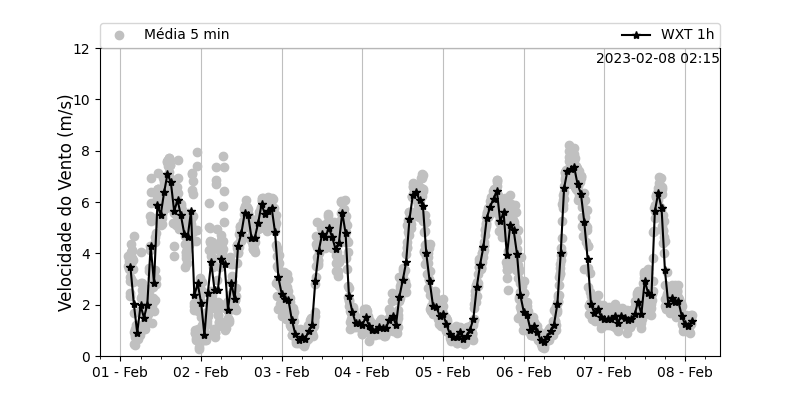 Média 5 min
WXT 1h
2023-02-08 02:15
Velocidade do Vento (m/s)
12
10
8
6
4
2
0
01 - Feb
02 - Feb
03 - Feb
04 - Feb
05 - Feb
06 - Feb
07 - Feb
08 - Feb